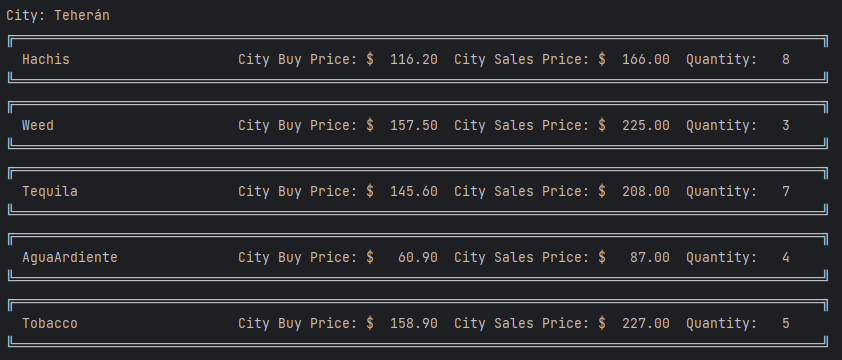 City: Teherán
Hachis City Buy Price: $ 116.20 City Sales Price: $ 166.00 Quantity: 8
Weed City Buy Price: $ 157.50 City Sales Price: $ 225.00 Quantity: 3
Tequila City Buy Price: $ 145.60 City Sales Price: $ 208.00 Quantity: 7
AguaArdiente City Buy Price: $ 60.90 City Sales Price: $ 87.00 Quantity: 4
Tobacco City Buy Price: $ 158.90 City Sales Price: $ 227.00 Quantity: 5